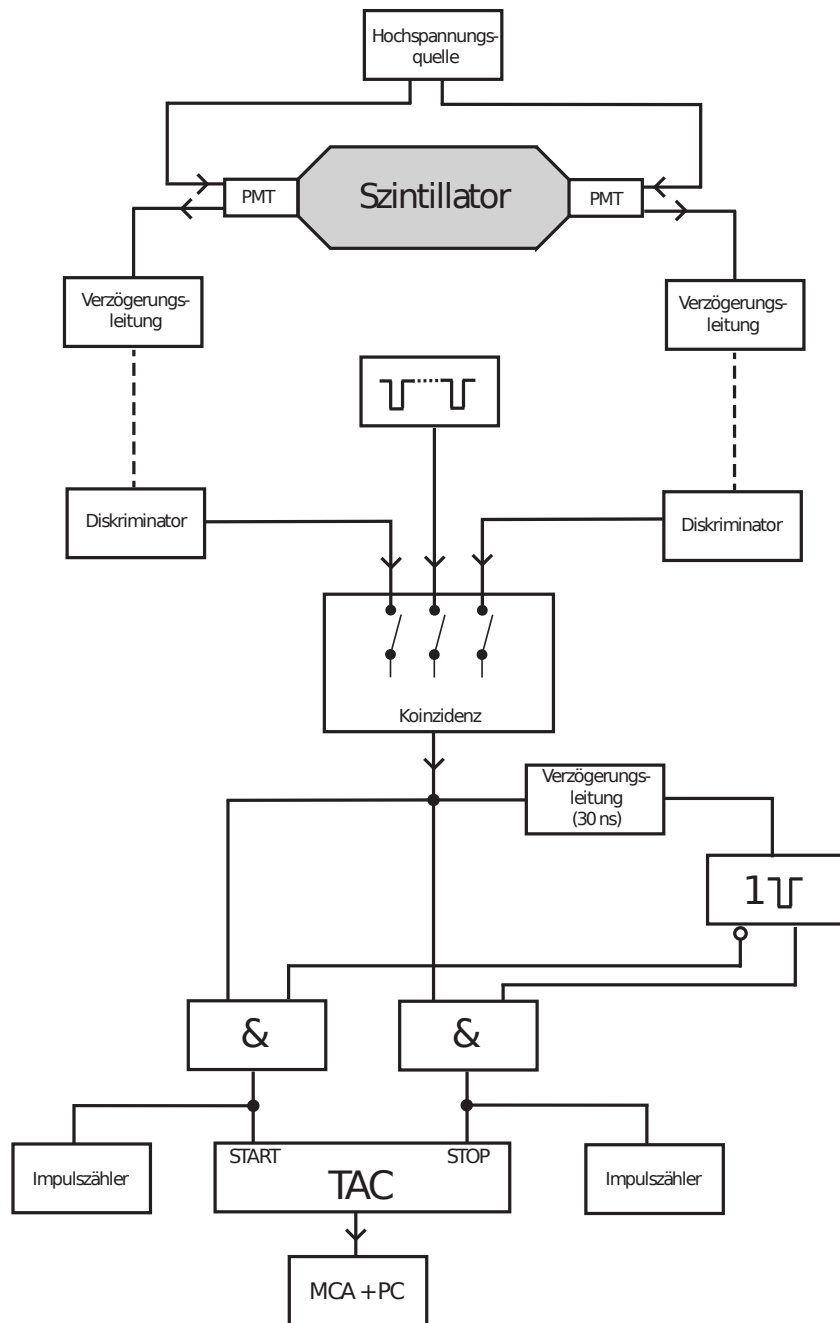 Hochspannungs-
quelle
PMT
Szintillator
PMT
Verzögerungs-
leitung
Verzögerungs-
leitung
Diskriminator
Diskriminator
Koinzidenz
Verzögerungs-
leitung
(30 ns)
1
&
&
START
STOP
TAC
Impulszähler
Impulszähler
MCA + PC